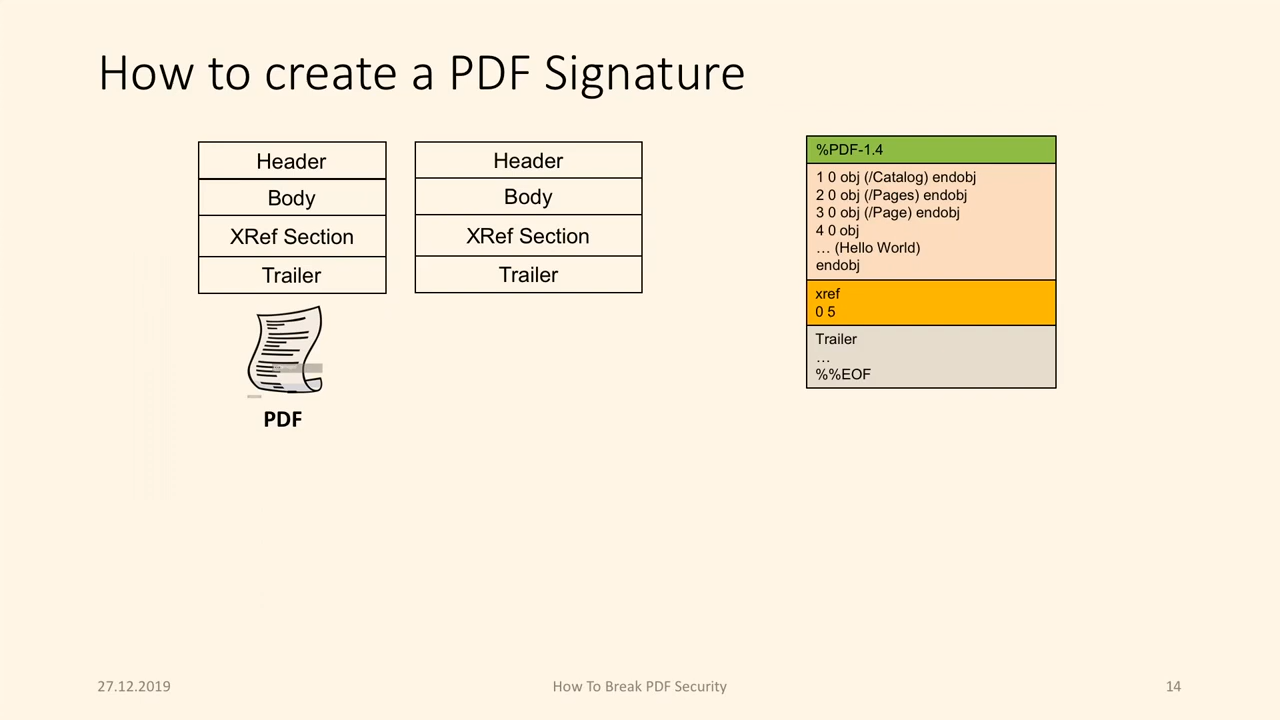 How to create a PDF Signature
Header
Body
XRef Section
Trailer
PDF
Header
Body
XRef Section
Trailer
%PDF-1.4
1 0 obj (/Catalog) endobj
2 0 obj (/Pages) endobj
3 0 obj (/Page) endobj
4 0 obj
… (Hello World)
endobj
xref
0 5
Trailer
…
%%EOF
27.12.2019
How To Break PDF Security
14